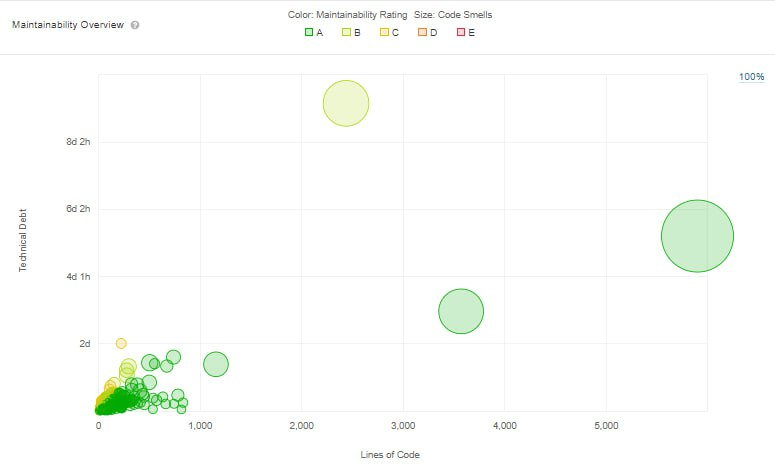 Color: Maintainability Rating Size: Code Smells
Maintainability Overview ?
A B C D E
100%
8d 2h
6d 2h
4d 1h
2d
0
1,000
2,000
3,000
4,000
5,000
Technical Debt
Lines of Code